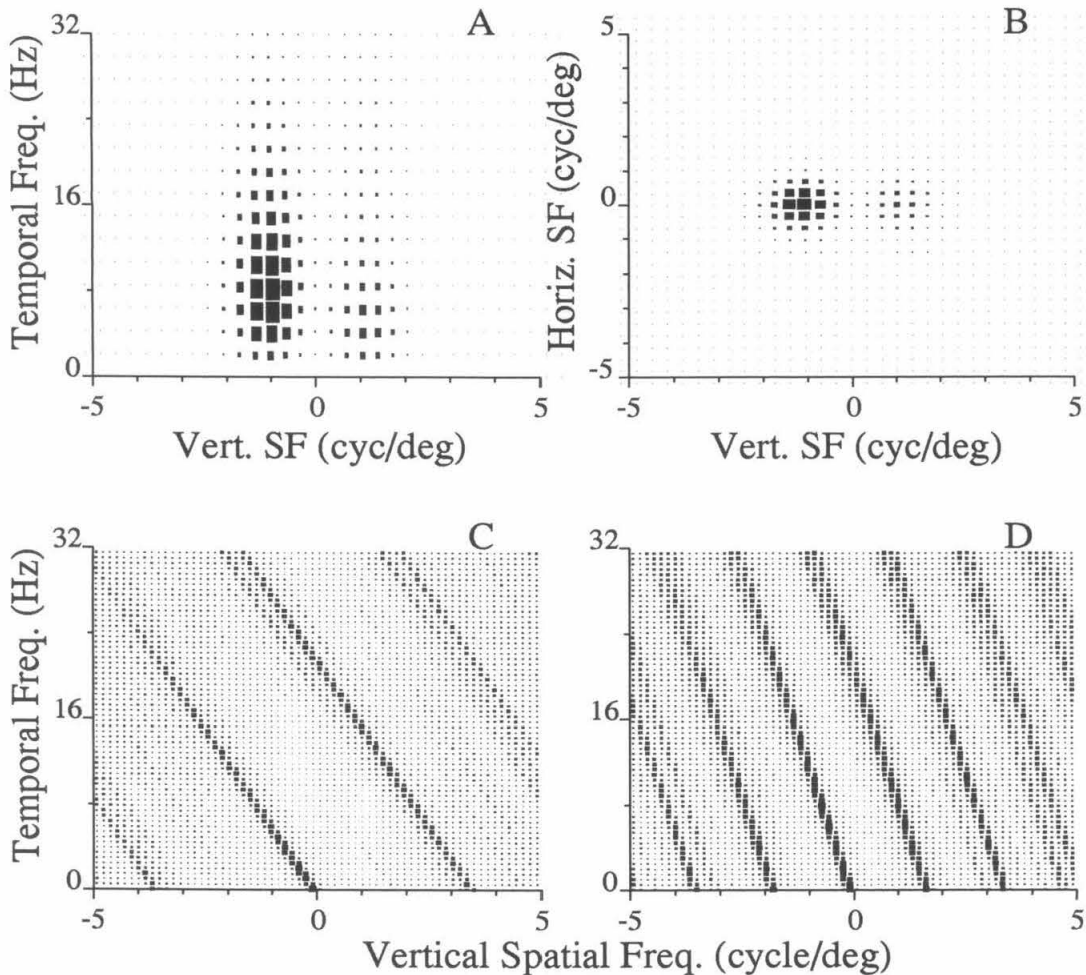 A
B
Temporal Freq. (Hz)
32
16
0
-5
0
5
Vert. SF (cyc/deg)
Horiz. SF (cyc/deg)
5
0
-5
-5
0
5
Vert. SF (cyc/deg)
C
D
Temporal Freq. (Hz)
32
16
0
-5
0
5
32
16
0
-5
0
5
Vertical Spatial Freq. (cycle/deg)